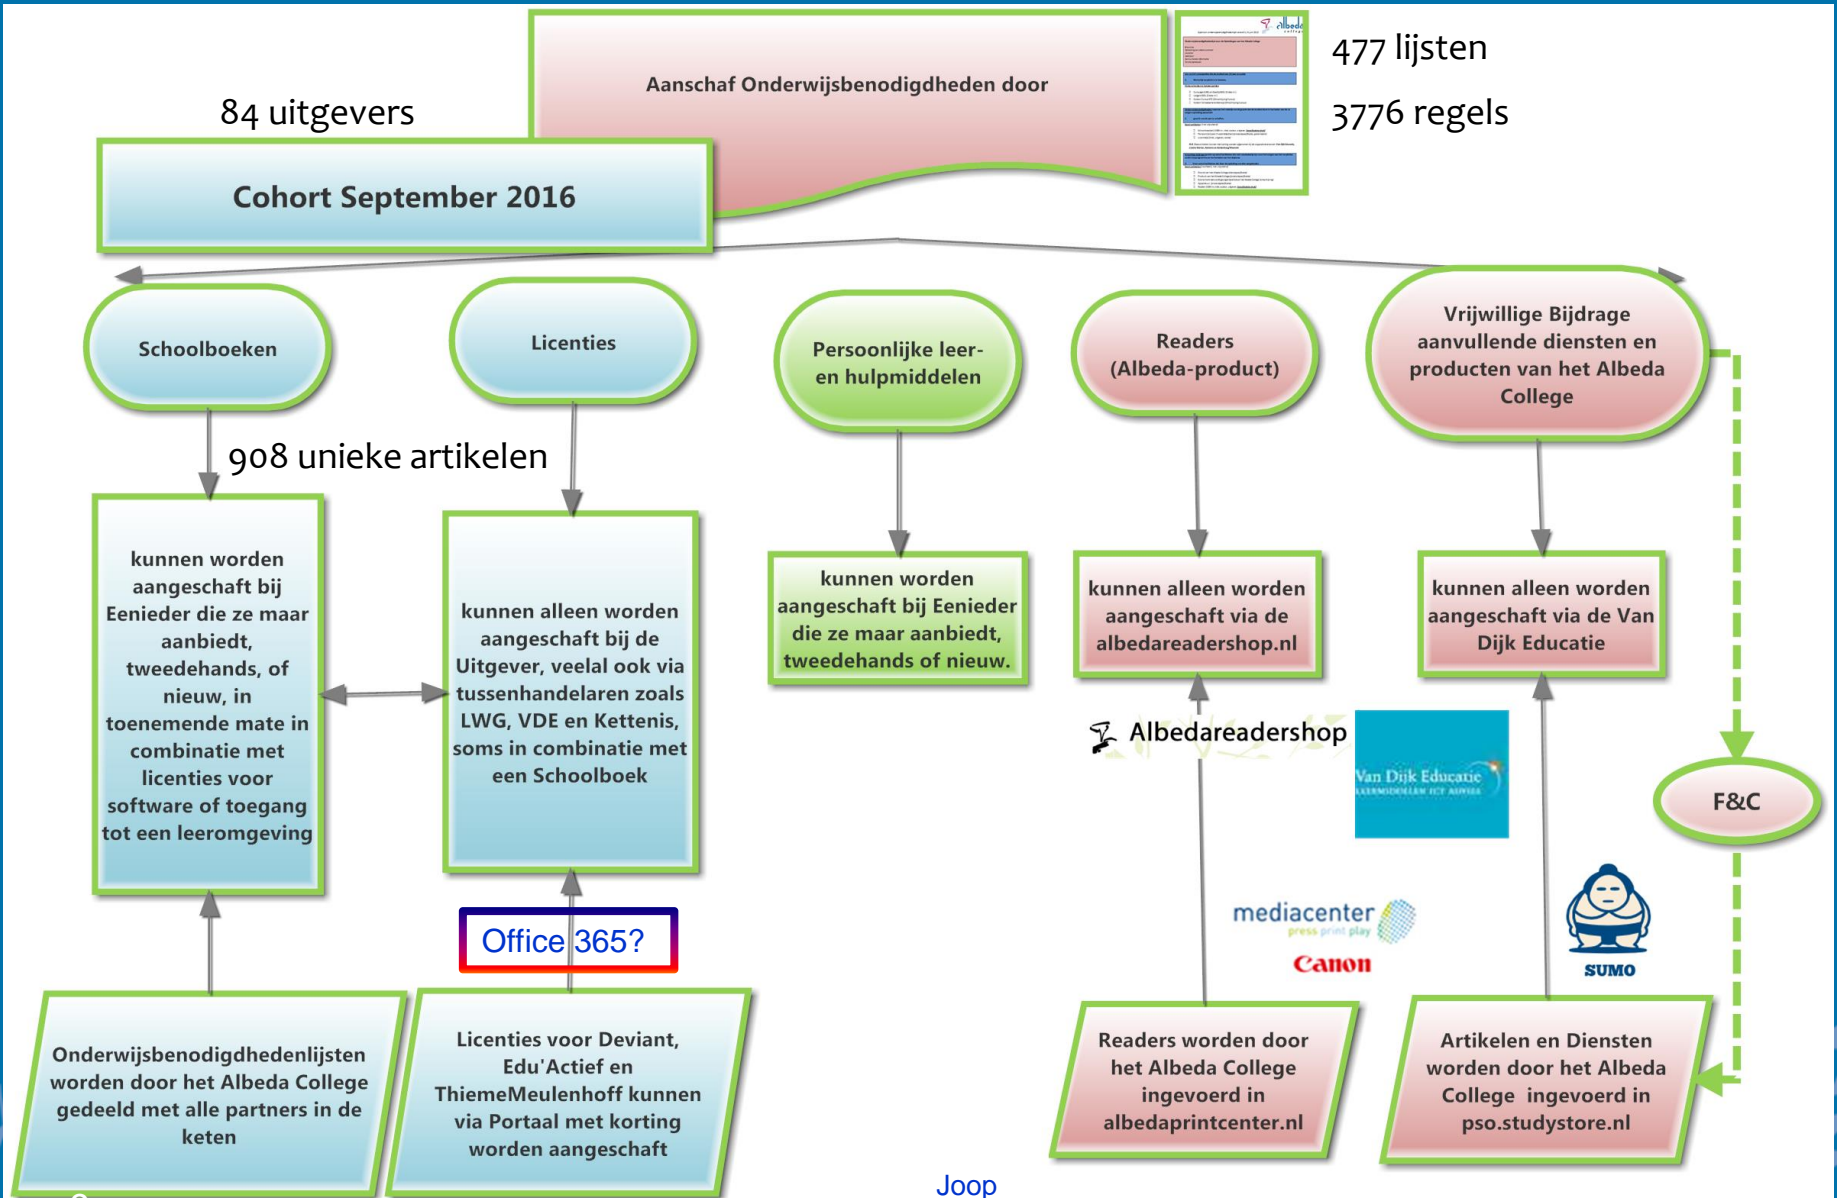 Aanschaf Onderwijsbenodigdheden door
84 uitgevers
Cohort September 2016
albeda
college
477 lijsten
3776 regels
Schoolboeken
Licenties
Persoonlijke leer-
en hulpmiddelen
Readers
(Albeda-product)
Vrijwillige Bijdrage
aanvullende diensten en
producten van het Albeda
College
908 unieke artikelen
kunnen worden
aangeschaft bij
Eenieder die ze maar
aanbiedt,
tweedehands, of
nieuw, in
toenemende mate in
combinatie met
licenties voor
software of toegang
tot een leeromgeving
kunnen alleen worden
aangeschaft bij de
Uitgever, veelal ook via
tussenhandelaren zoals
LWG, VDE en Kettenis,
soms in combinatie met
een Schoolboek
kunnen worden
aangeschaft bij Eenieder
die ze maar aanbiedt,
tweedehands of nieuw.
kunnen alleen worden
aangeschaft via de
albedareadershop.nl
kunnen alleen worden
aangeschaft via de Van
Dijk Educatie
Albedareadershop
Van Dijk Educatie
LEERMIDDELEN ICT ADVIES
F&C
mediacenter
press print play
Canon
SUMO
Office 365?
Onderwijsbenodigdhedenlijsten
worden door het Albeda College
gedeeld met alle partners in de
keten
Licenties voor Deviant,
Edu'Actief en
ThiemeMeulenhoff kunnen
via Portaal met korting
worden aangeschaft
Readers worden door
het Albeda College
ingevoerd in
albedaprintcenter.nl
Artikelen en Diensten
worden door het Albeda
College ingevoerd in
pso.studystore.nl
Joop